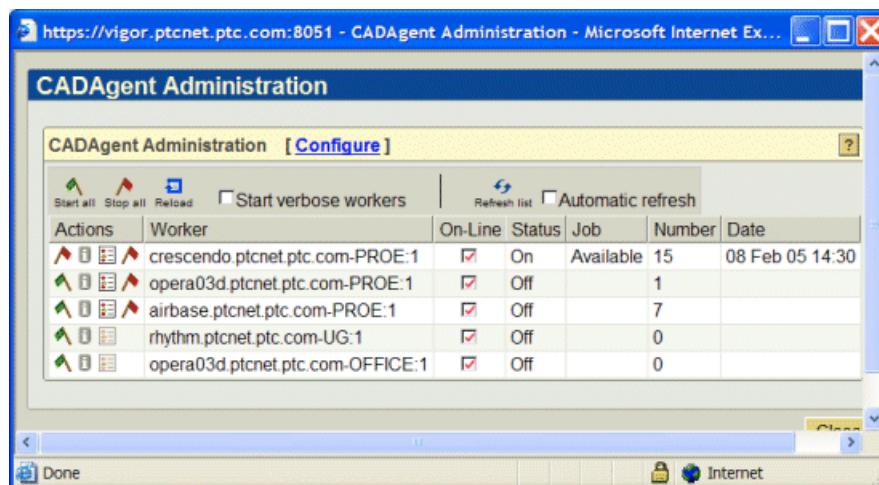 https://vigor.ptcnet.ptc.com:8051 - CADAgent Administration - Microsoft Internet Ex...
CADAgent Administration
CADAgent Administration [ Configure ] ?
Start all Stop all Reload Start verbose workers Refresh list Automatic refresh
Actions Worker On-Line Status Job Number Date
crescendo.ptcnet.ptc.com-PROE:1 On Available 15 08 Feb 05 14:30
opera03d.ptcnet.ptc.com-PROE:1 Off 1
airbase.ptcnet.ptc.com-PROE:1 Off 7
rhythm.ptcnet.ptc.com-UG:1 Off 0
opera03d.ptcnet.ptc.com-OFFICE:1 Off 0
Done Internet